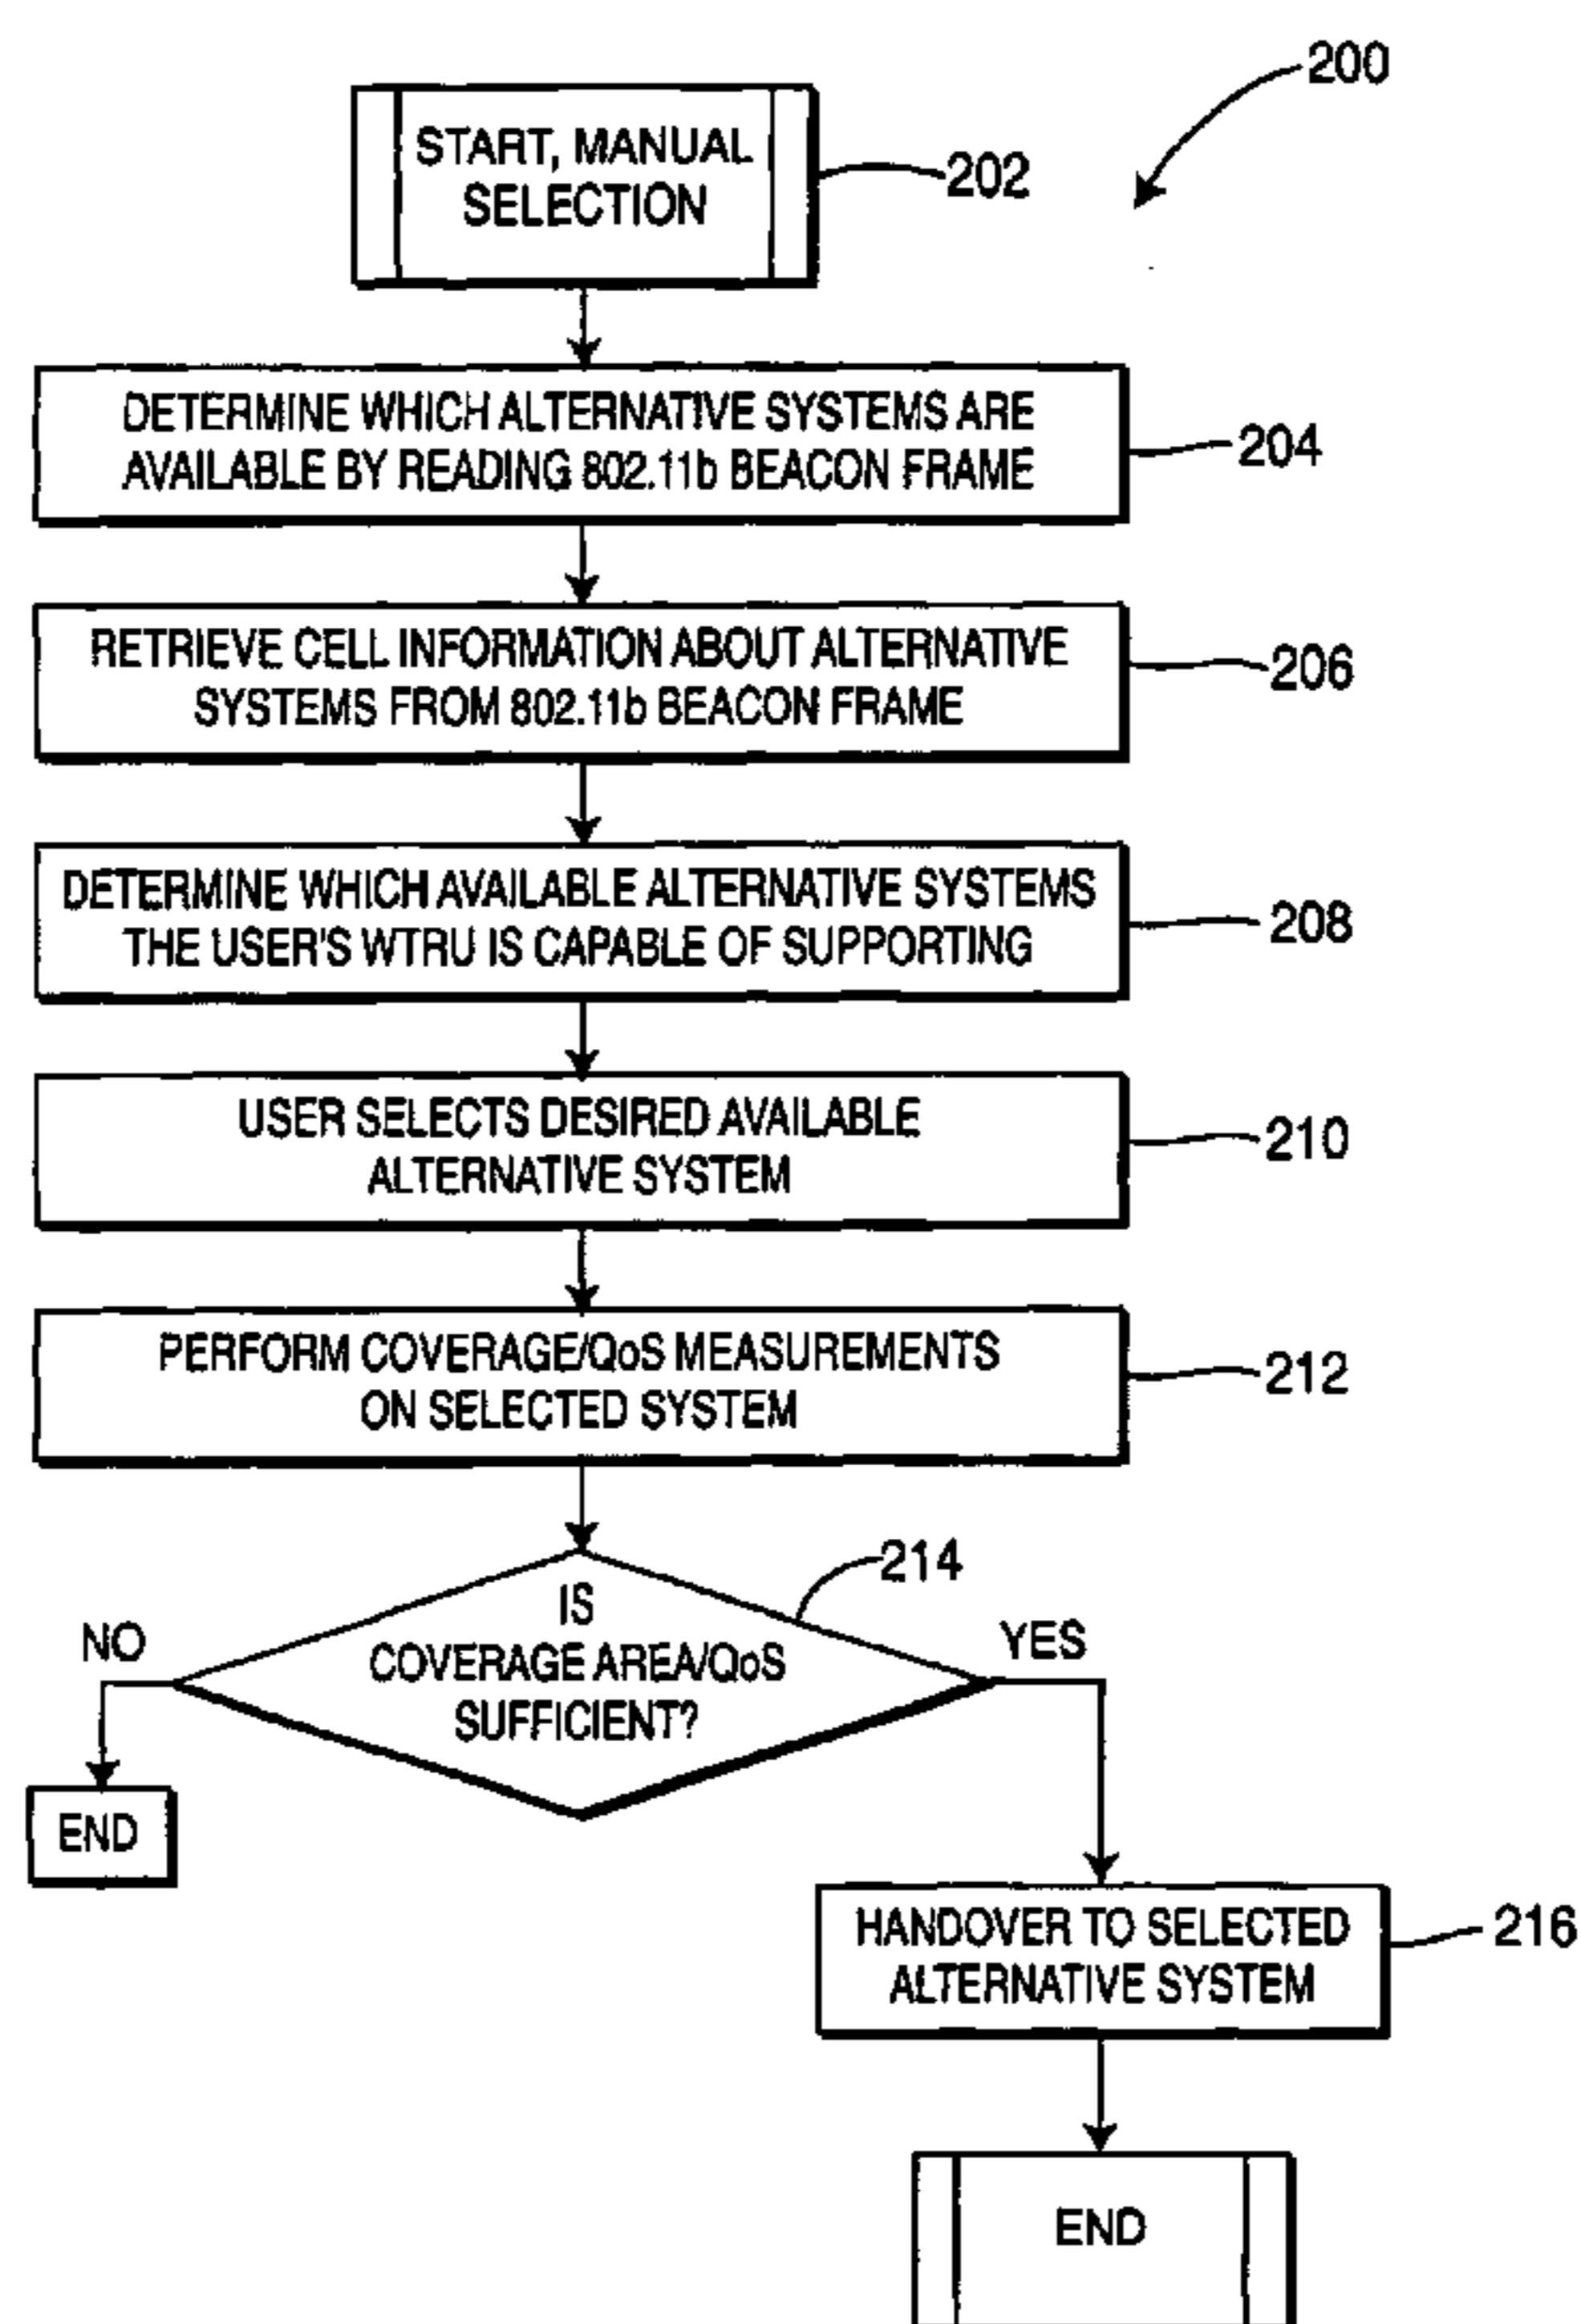 200
START, MANUAL
SELECTION
202
DETERMINE WHICH ALTERNATIVE SYSTEMS ARE
AVAILABLE BY READING 802.11b BEACON FRAME
204
RETRIEVE CELL INFORMATION ABOUT ALTERNATIVE
SYSTEMS FROM 802.11b BEACON FRAME
206
DETERMINE WHICH AVAILABLE ALTERNATIVE SYSTEMS
THE USER'S WTRU IS CAPABLE OF SUPPORTING
208
USER SELECTS DESIRED AVAILABLE
ALTERNATIVE SYSTEM
210
PERFORM COVERAGE/QoS MEASUREMENTS
ON SELECTED SYSTEM
212
214
IS
COVERAGE AREA/QoS
SUFFICIENT?
NO
YES
END
HANDOVER TO SELECTED
ALTERNATIVE SYSTEM
216
END